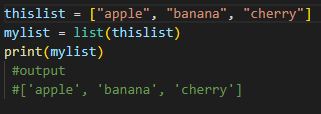 thislist = ["apple", "banana", "cherry"]
mylist = list(thislist)
print(mylist)
#output
#['apple', 'banana', 'cherry']